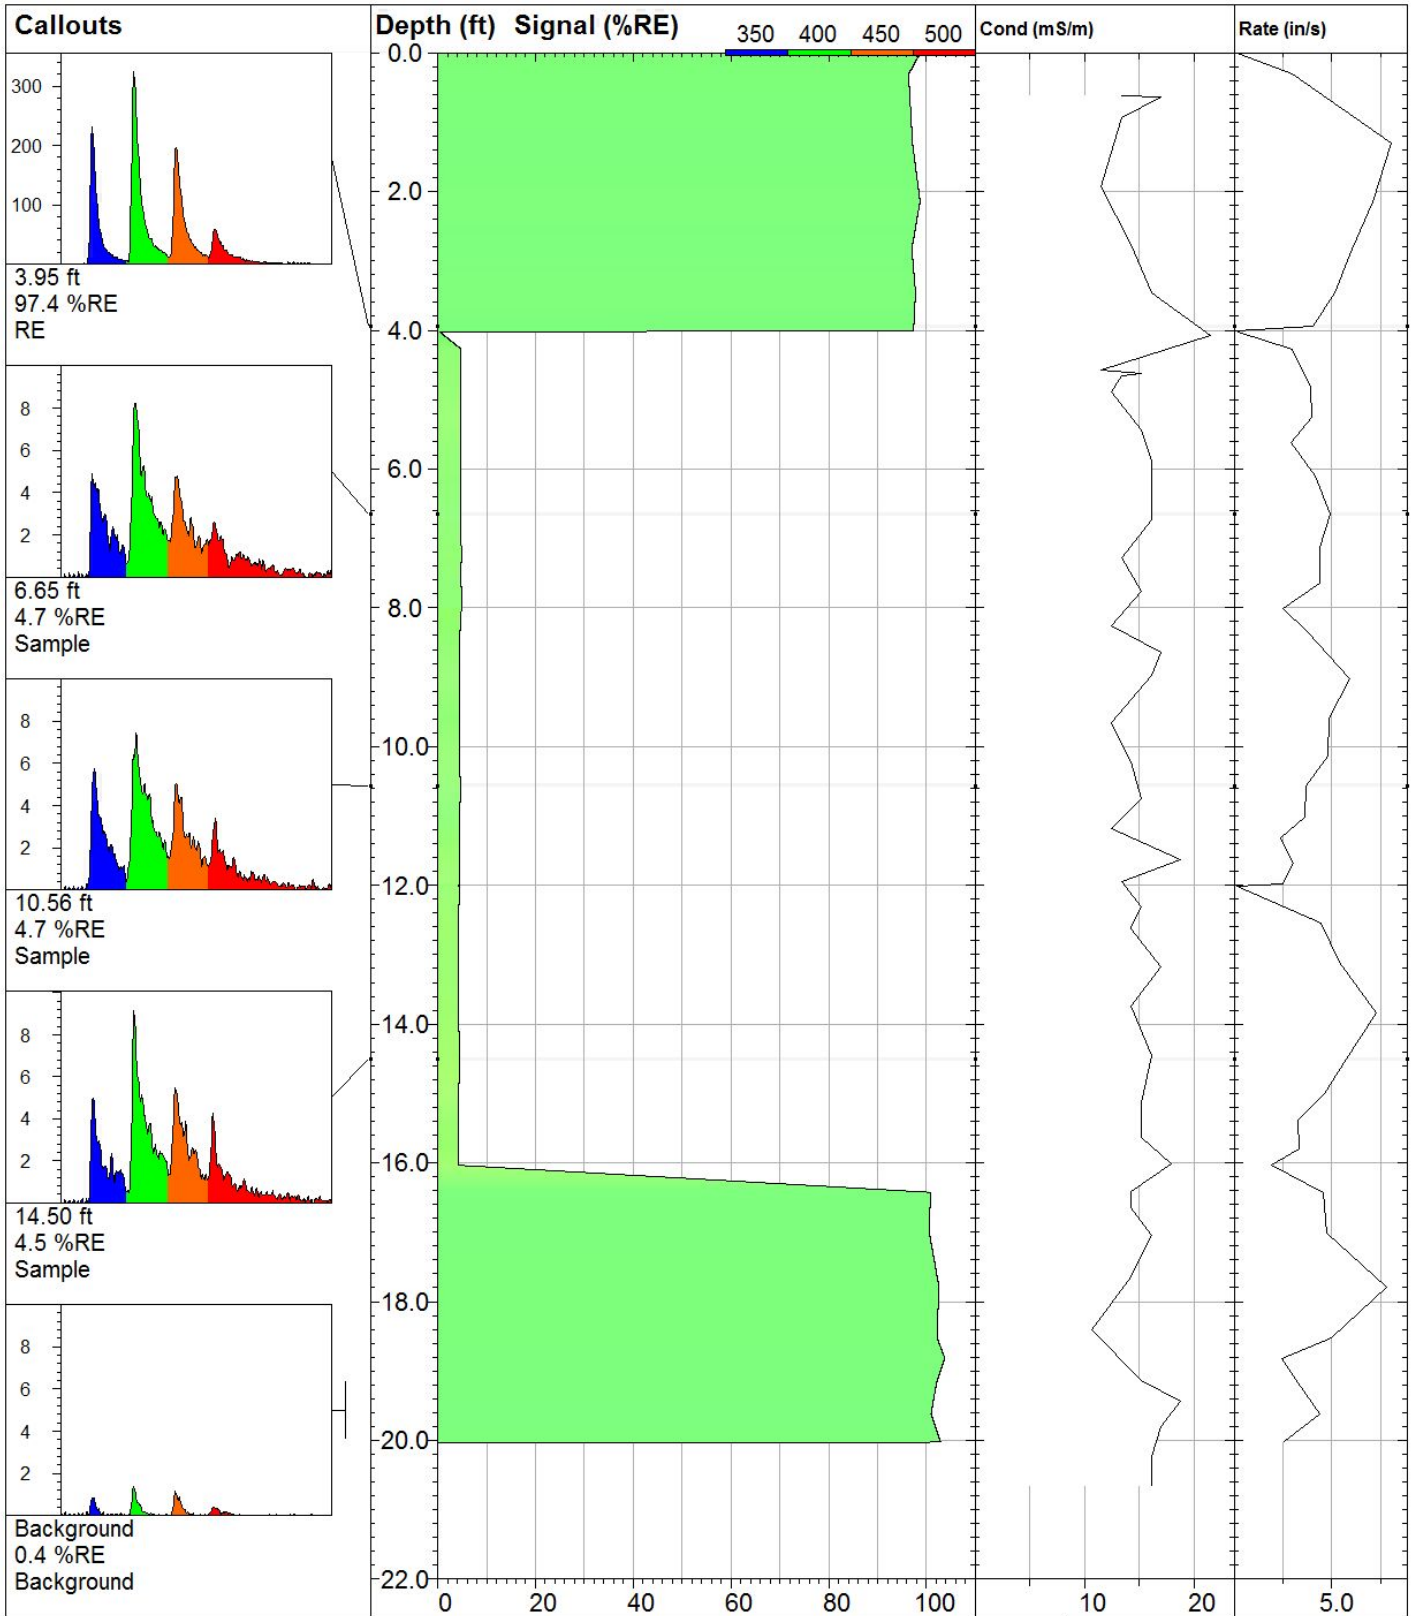 Callouts
Depth (ft) Signal (%RE)
350 400 450 500
Cond (mS/m)
Rate (in/s)
300
200
100
3.95 ft
97.4 %RE
RE
8
6
4
2
6.65 ft
4.7 %RE
Sample
8
6
4
2
10.56 ft
4.7 %RE
Sample
8
6
4
2
14.50 ft
4.5 %RE
Sample
8
6
4
2
Background
0.4 %RE
Background
0.0
2.0
4.0
6.0
8.0
10.0
12.0
14.0
16.0
18.0
20.0
22.0
0 20 40 60 80 100
10 20
5.0